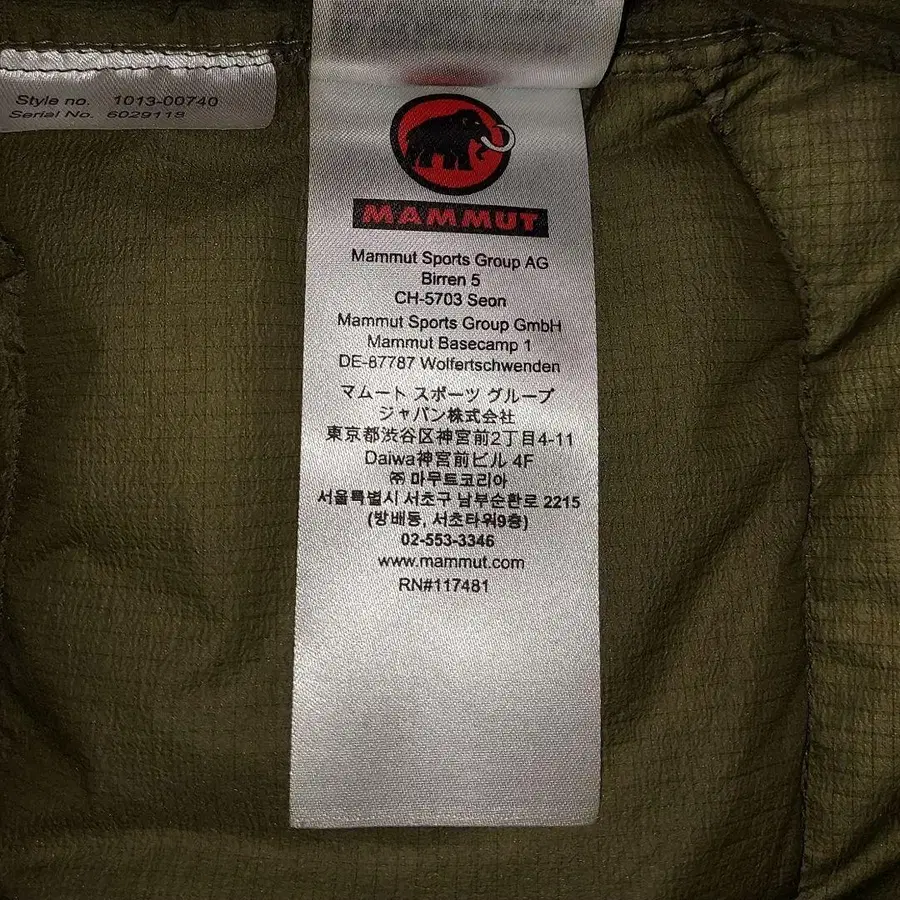 Style no. 1013-00740
Serial No. 6029118
MAMMUT
Mammut Sports Group AG
Birren 5
CH-5703 Seon
Mammut Sports Group GmbH
Mammut Basecamp 1
DE-87787 Wolfertschwenden
マムート スポーツ グループ
ジャパン株式会社
東京都渋谷区神宮前2丁目4-11
Daiwa神宮前ビル 4F
㈜ 마무트코리아
서울특별시 서초구 남부순환로 2215
(방배동, 서초타워9층)
02-553-3346
www.mammut.com
RN#117481